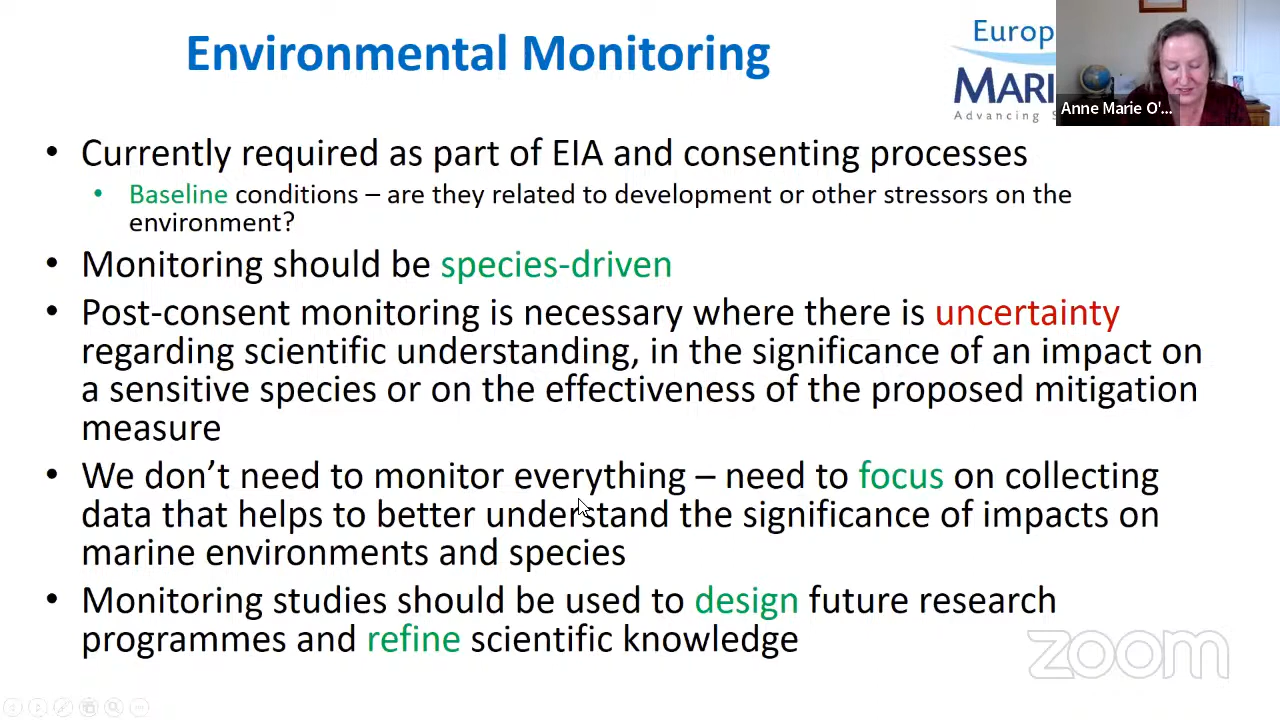 Environmental Monitoring
Europ
MARI
Advancing S
Anne Marie O'...
• Currently required as part of EIA and consenting processes
• Baseline conditions – are they related to development or other stressors on the
environment?
• Monitoring should be species-driven
• Post-consent monitoring is necessary where there is uncertainty
regarding scientific understanding, in the significance of an impact on
a sensitive species or on the effectiveness of the proposed mitigation
measure
• We don’t need to monitor everything – need to focus on collecting
data that helps to better understand the significance of impacts on
marine environments and species
• Monitoring studies should be used to design future research
programmes and refine scientific knowledge
zoom